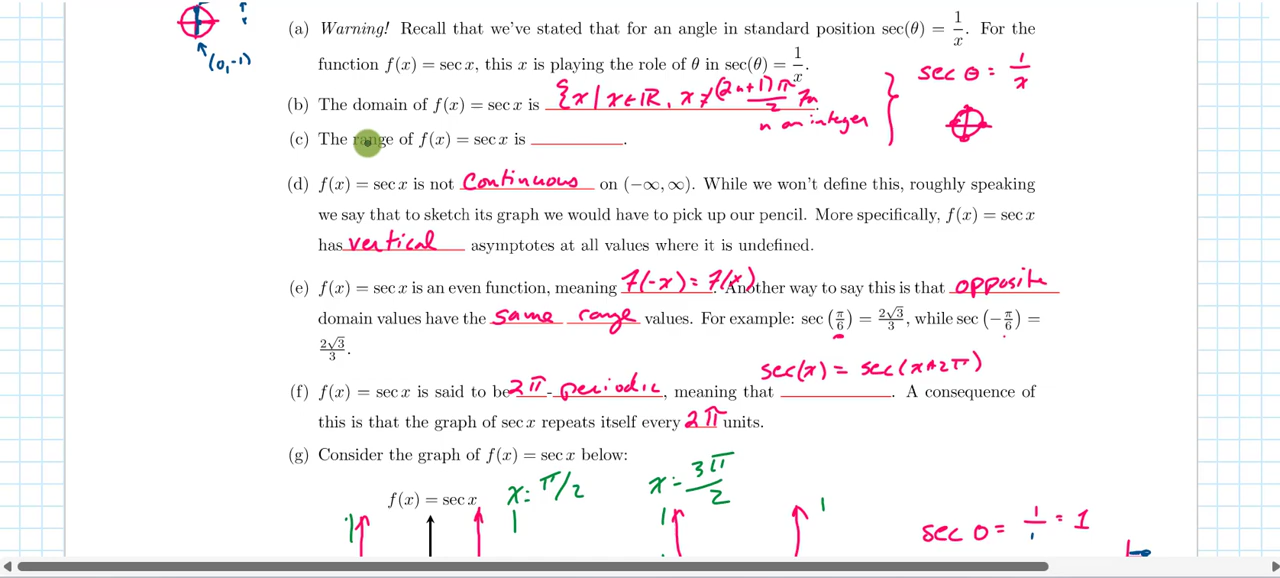 (0,-1)
(a) Warning! Recall that we've stated that for an angle in standard position sec(θ) = 1/x. For the
function f(x) = sec x, this x is playing the role of θ in sec(θ) = 1/x.
sec θ = 1/x
(b) The domain of f(x) = sec x is {x | x ∈ ℝ, x ≠ (2n+1)π/2 for
n an integer
(c) The range of f(x) = sec x is ________.
(d) f(x) = sec x is not continuous on (−∞, ∞). While we won't define this, roughly speaking
we say that to sketch its graph we would have to pick up our pencil. More specifically, f(x) = sec x
has vertical asymptotes at all values where it is undefined.
(e) f(x) = sec x is an even function, meaning f(-x) = f(x). Another way to say this is that opposite
domain values have the same range values. For example: sec (π/6) = 2√3/3, while sec (−π/6) =
2√3/3.
sec(x) = sec(x+2π)
(f) f(x) = sec x is said to be 2π-periodic, meaning that ________. A consequence of
this is that the graph of sec x repeats itself every 2π units.
(g) Consider the graph of f(x) = sec x below:
x = π/2
x = 3π/2
f(x) = sec x
sec 0 = 1/1 = 1